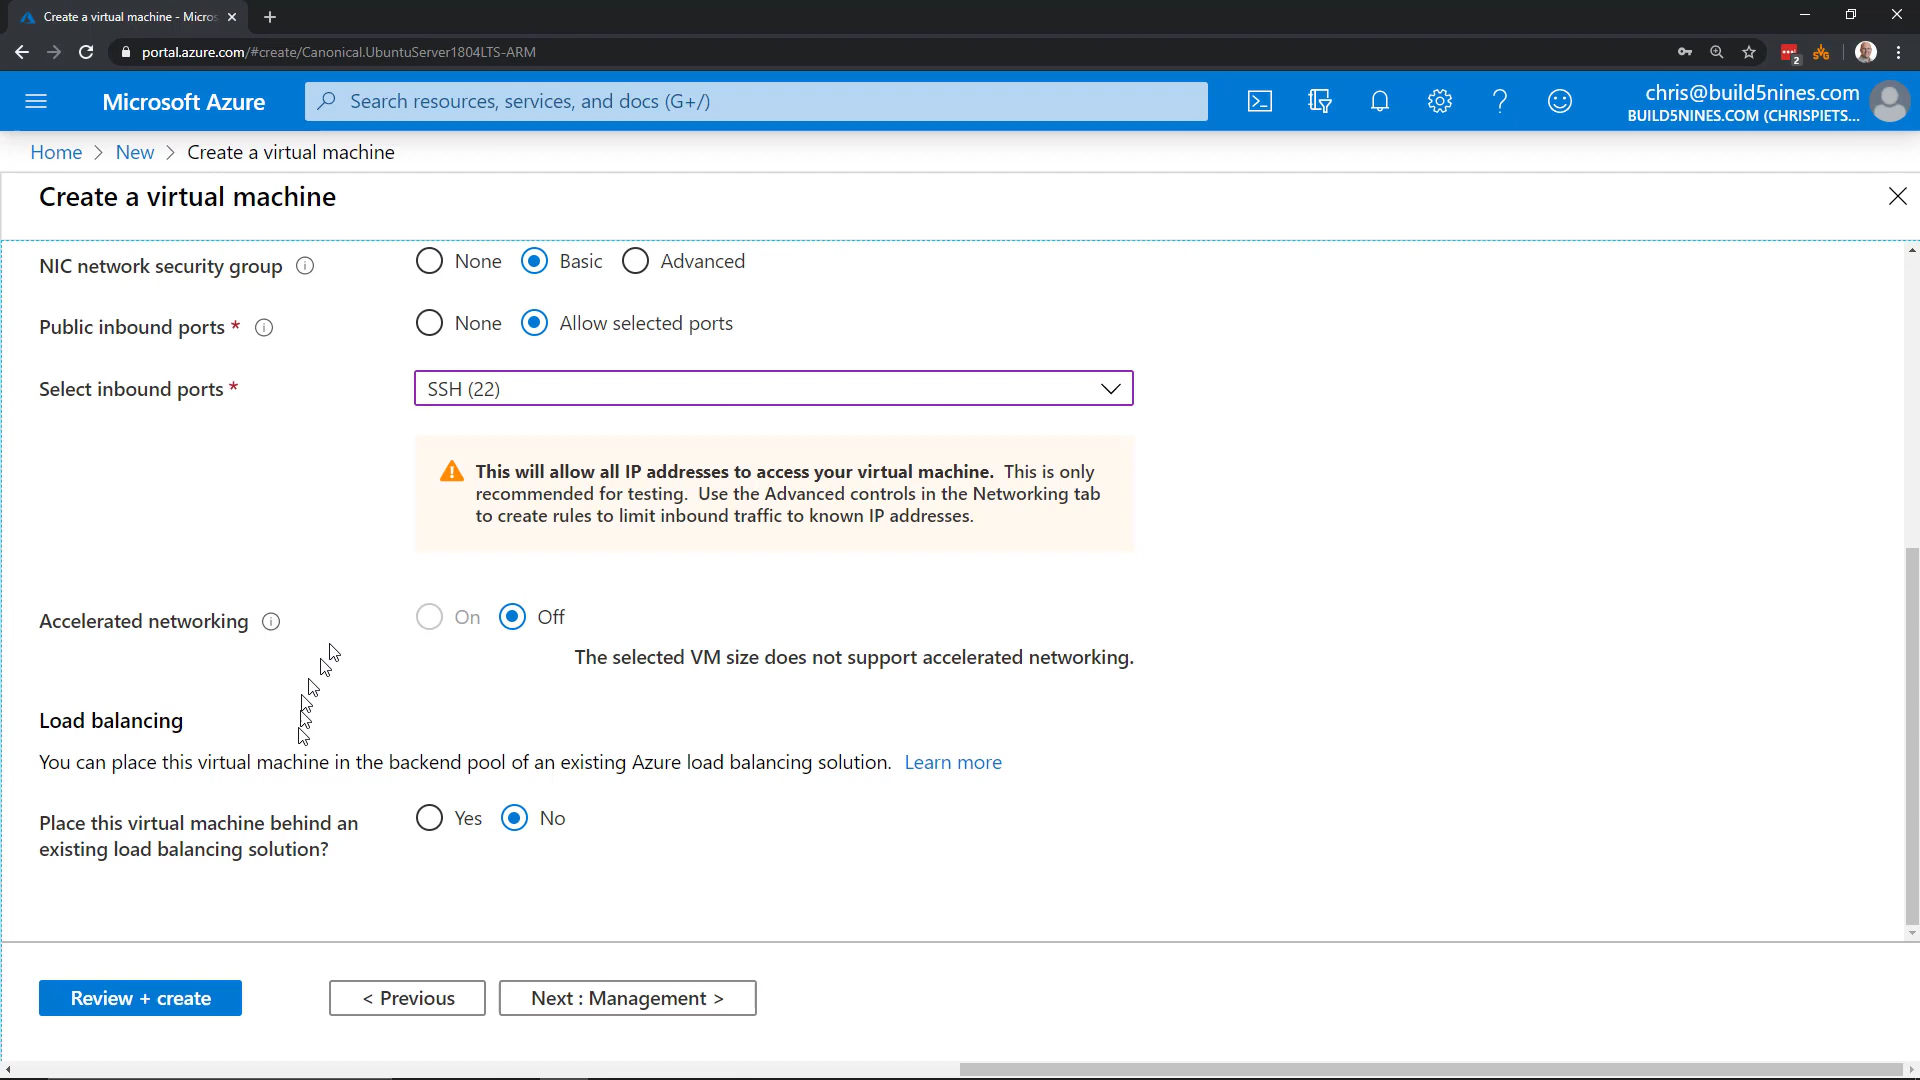 Create a virtual machine - Micros
portal.azure.com/#create/Canonical.UbuntuServer1804LTS-ARM
2
Microsoft Azure
Search resources, services, and docs (G+/)
chris@build5nines.com
BUILD5NINES.COM (CHRISPIETS...
Home > New > Create a virtual machine
Create a virtual machine
NIC network security group
None
Basic
Advanced
Public inbound ports *
None
Allow selected ports
Select inbound ports *
SSH (22)
This will allow all IP addresses to access your virtual machine. This is only
recommended for testing. Use the Advanced controls in the Networking tab
to create rules to limit inbound traffic to known IP addresses.
Accelerated networking
On
Off
The selected VM size does not support accelerated networking.
Load balancing
You can place this virtual machine in the backend pool of an existing Azure load balancing solution. Learn more
Place this virtual machine behind an
existing load balancing solution?
Yes
No
Review + create
< Previous
Next : Management >